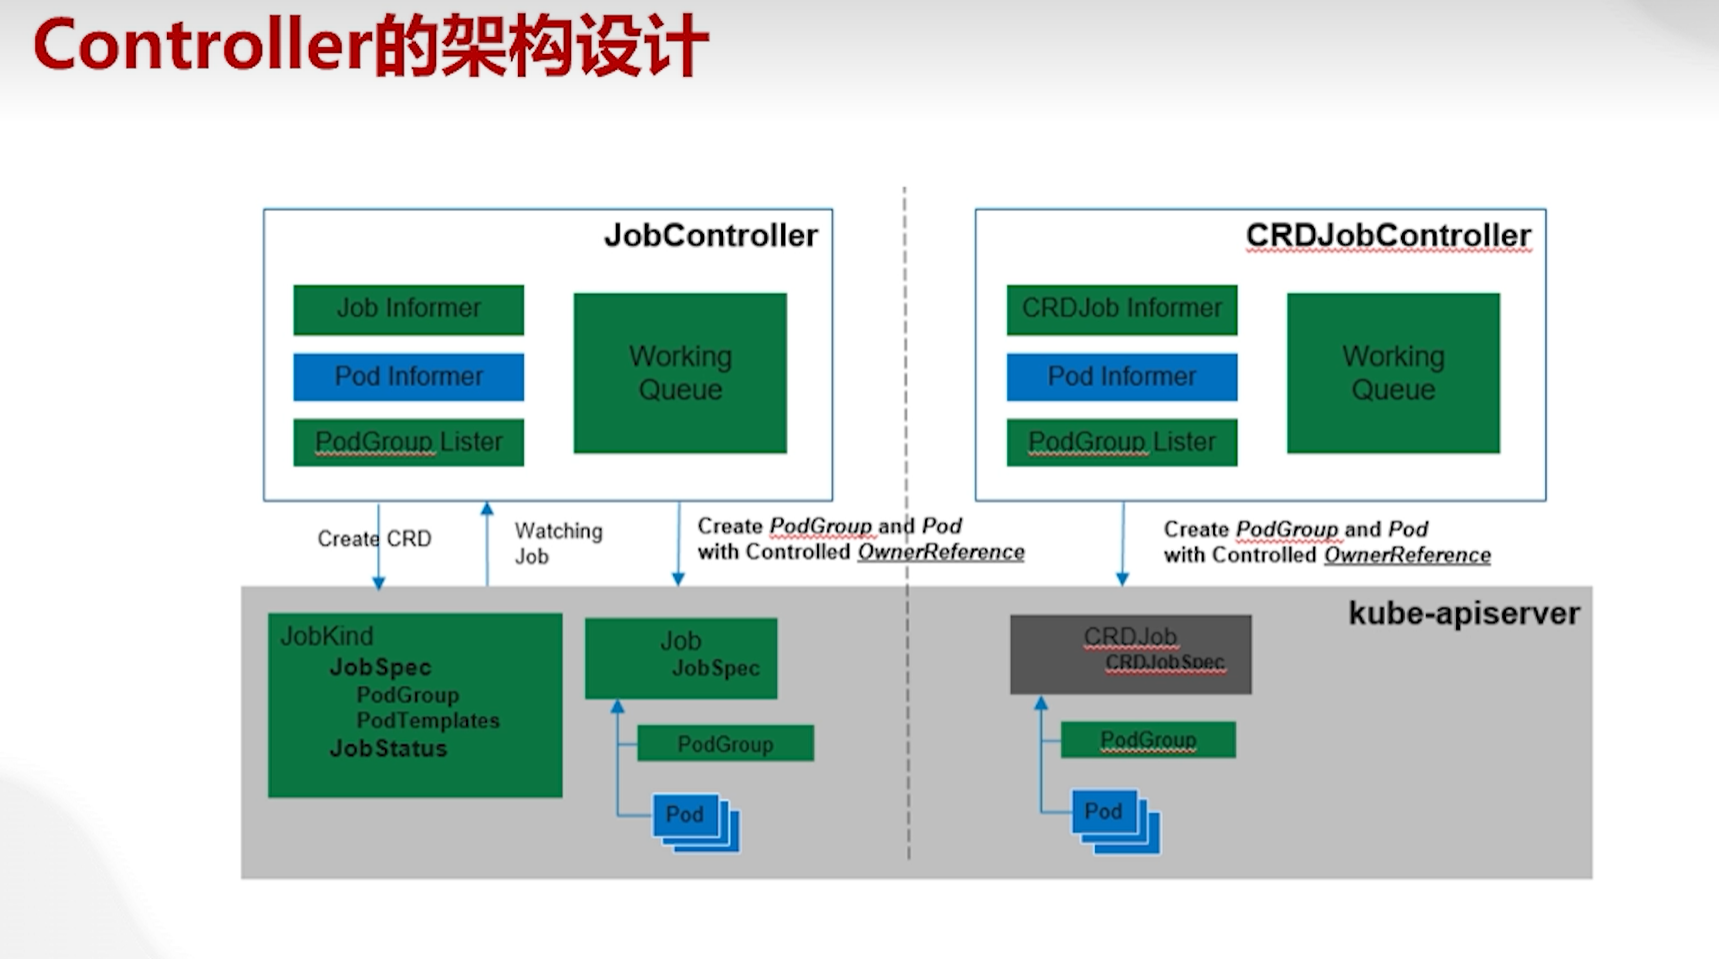 Controller的架构设计
JobController
Job Informer
Pod Informer
PodGroup Lister
Working
Queue
CRDJobController
CRDJob Informer
Pod Informer
PodGroup Lister
Working
Queue
Create CRD
Watching
Job
Create PodGroup and Pod
with Controlled OwnerReference
Create PodGroup and Pod
with Controlled OwnerReference
kube-apiserver
JobKind
JobSpec
PodGroup
PodTemplates
JobStatus
Job
JobSpec
PodGroup
Pod
CRDJob
CRDJobSpec
PodGroup
Pod